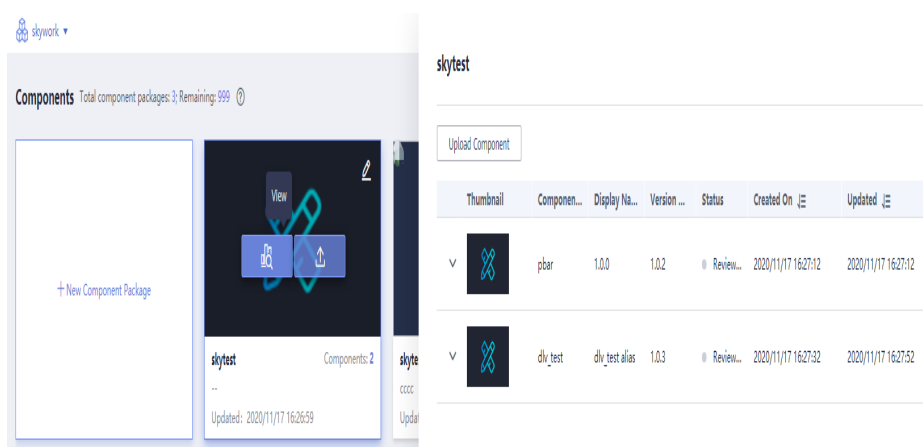 skywork
Components Total component packages: 3; Remaining: 999 ?
+ New Component Package
View
skytest Components: 2
--
Updated: 2020/11/17 16:26:59
skyte
cccc
Updat
skytest
Upload Component
Thumbnail Componen... Display Na... Version ... Status Created On Updated
pbar 1.0.0 1.0.2 Review... 2020/11/17 16:27:12 2020/11/17 16:27:12
dlv_test dlv_test alias 1.0.3 Review... 2020/11/17 16:27:32 2020/11/17 16:27:52